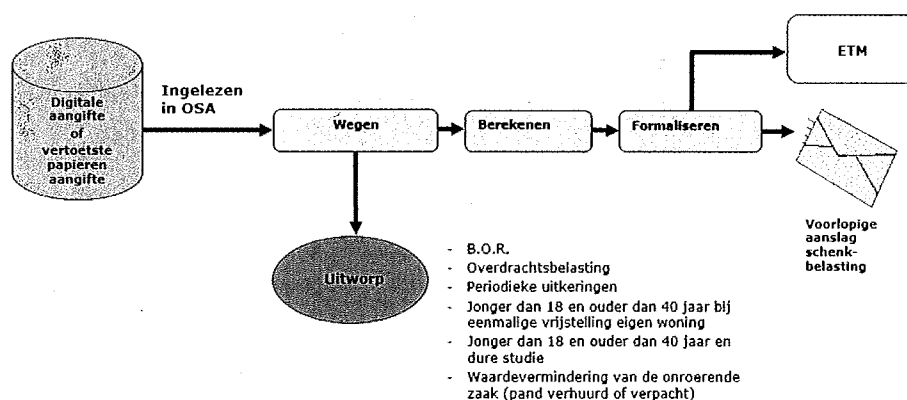 Digitale
aangifte
of
vertoetste
papieren
aangifte
Ingelezen
in OSA
Wegen
Berekenen
Formaliseren
ETM
Voorlopige
aanslag
schenk-
belasting
Uitworp
- B.O.R.
- Overdrachtsbelasting
- Periodieke uitkeringen
- Jonger dan 18 en ouder dan 40 jaar bij
eenmalige vrijstelling eigen woning
- Jonger dan 18 en ouder dan 40 jaar en
dure studie
- Waardevermindering van de onroerende
zaak (pand verhuurd of verpacht)